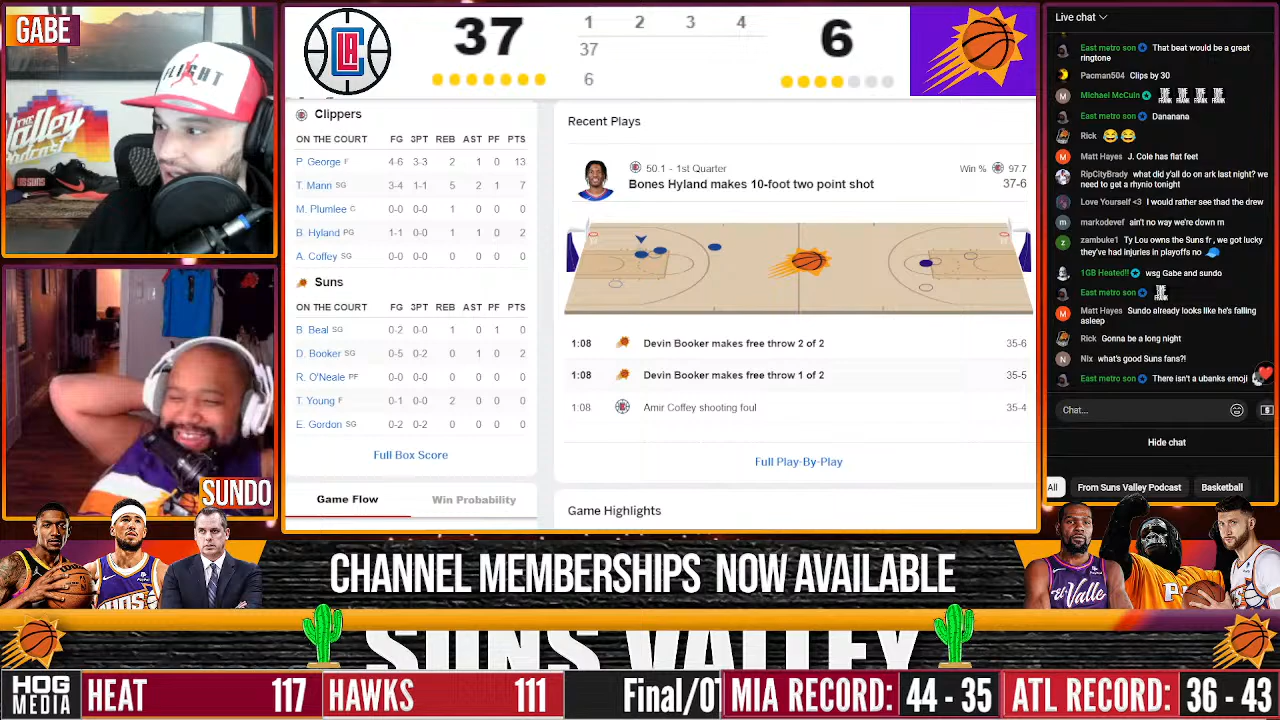 GABE
SUNDO
37
1 2 3 4
37
6
6
Clippers
ON THE COURT FG 3PT REB AST PF PTS
P. George F 4-6 3-3 2 1 0 13
T. Mann SG 3-4 1-1 5 2 1 7
M. Plumlee C 0-0 0-0 1 0 0 0
B. Hyland PG 1-1 0-0 1 1 0 2
A. Coffey SG 0-0 0-0 0 0 0 0
Suns
ON THE COURT FG 3PT REB AST PF PTS
B. Beal SG 0-2 0-0 1 0 1 0
D. Booker SG 0-5 0-2 0 1 0 2
R. O'Neale PF 0-0 0-0 0 0 0 0
T. Young F 0-1 0-0 2 0 0 0
E. Gordon SG 0-2 0-2 0 0 0 0
Full Box Score
Game Flow Win Probability
Recent Plays
50.1 - 1st Quarter Win % 97.7
Bones Hyland makes 10-foot two point shot 37-6
1:08 Devin Booker makes free throw 2 of 2 35-6
1:08 Devin Booker makes free throw 1 of 2 35-5
1:08 Amir Coffey shooting foul 35-4
Full Play-By-Play
Game Highlights
Live chat
East metro son That beat would be a great
ringtone
Pacman504 Clips by 30
Michael McCuin
East metro son Dananana
Rick 😂😂
Matt Hayes J. Cole has flat feet
RipCityBrady what did y'all do on ark last night? we
need to get a rhynio tonight
Love Yourself <3 I would rather see thad the drew
markodevef ain't no way we're down rn
zambuke1 Ty Lou owns the Suns fr , we got lucky
they've had injuries in playoffs no 🧢
1GB Heated!! wsg Gabe and sundo
East metro son
Matt Hayes Sundo already looks like he's falling
asleep
Rick Gonna be a long night
Nix what's good Suns fans?!
East metro son There isn't a ubanks emoji
Chat...
Hide chat
All From Suns Valley Podcast Basketball
CHANNEL MEMBERSHIPS NOW AVAILABLE
SUNS VALLEY
HOG
MEDIA
HEAT 117 HAWKS 111 Final/OT MIA RECORD: 44 - 35 ATL RECORD: 36 - 43